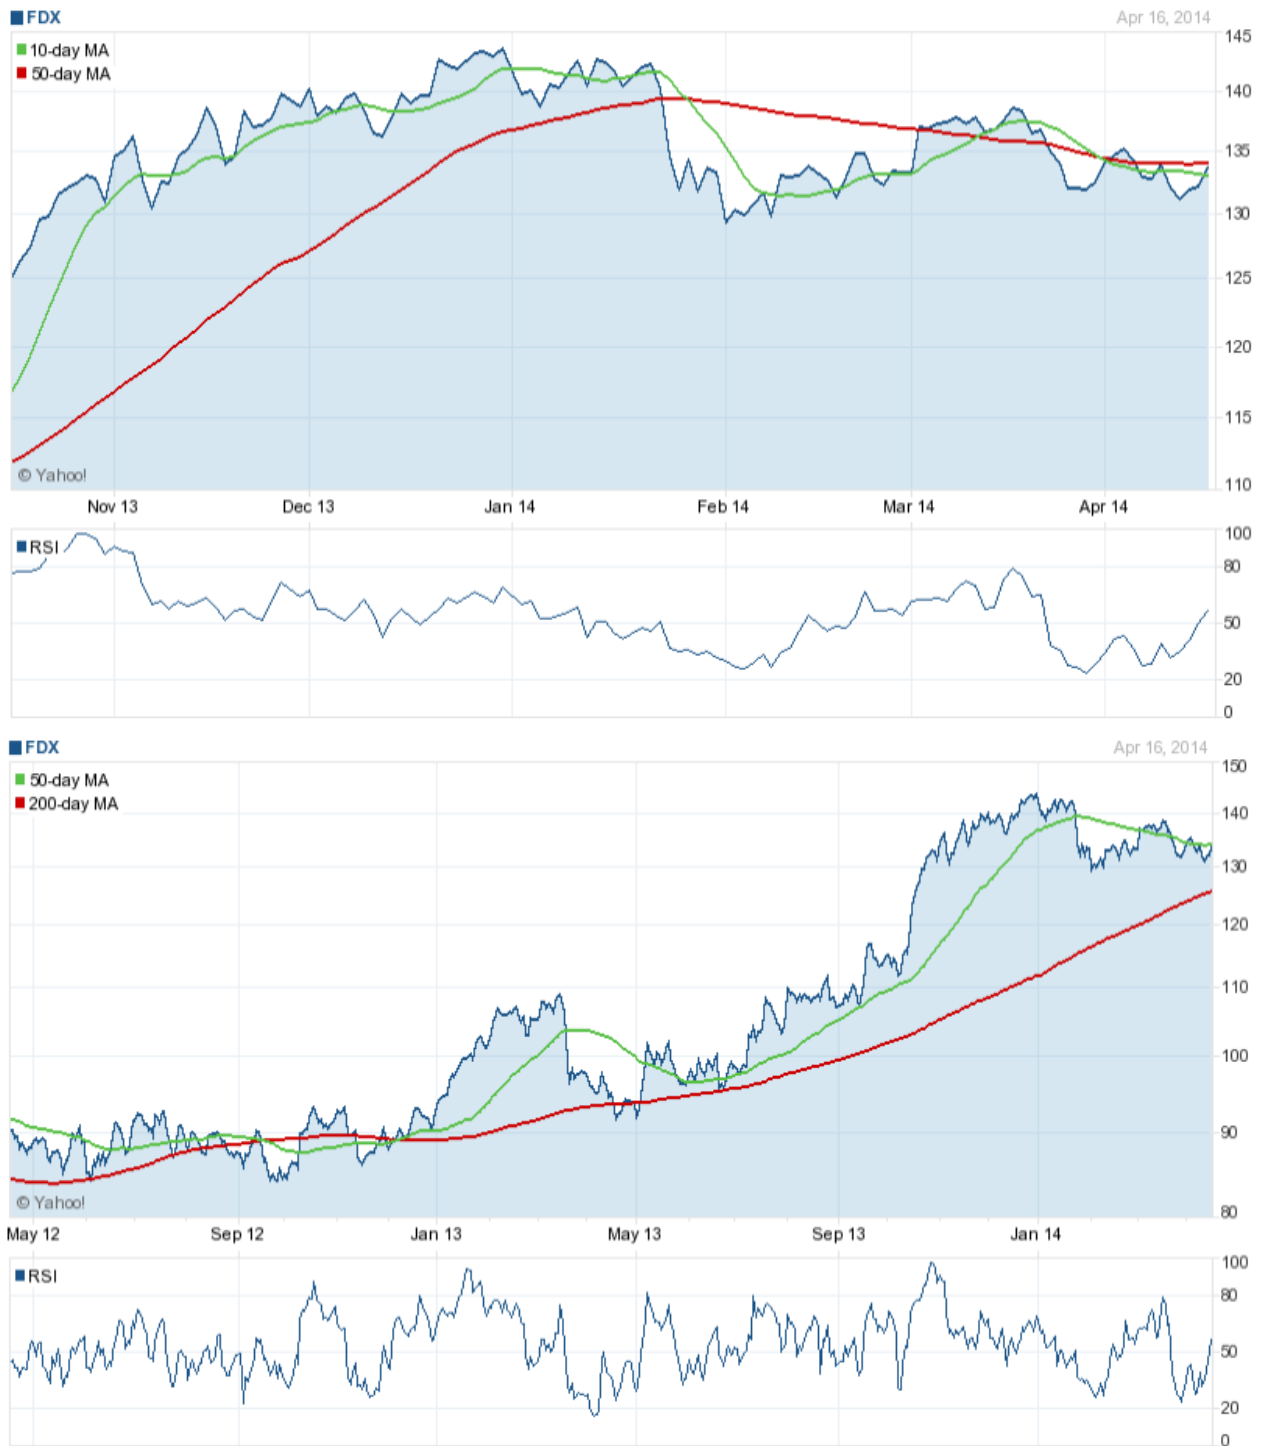 FDX Apr 16, 2014
10-day MA
50-day MA
145
140
135
130
125
120
115
110
© Yahoo!
Nov 13 Dec 13 Jan 14 Feb 14 Mar 14 Apr 14
RSI
100
80
50
20
0
FDX Apr 16, 2014
50-day MA
200-day MA
150
140
130
120
110
100
90
80
© Yahoo!
May 12 Sep 12 Jan 13 May 13 Sep 13 Jan 14
RSI
100
80
50
20
0